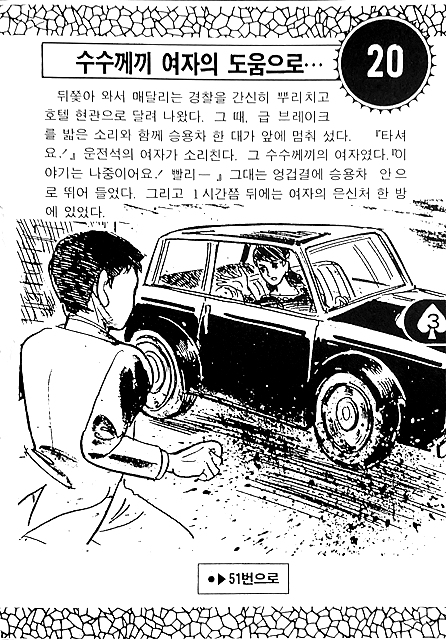 수수께끼 여자의 도움으로…
20
뒤쫓아 와서 매달리는 경찰을 간신히 뿌리치고
호텔 현관으로 달려 나왔다. 그 때, 급 브레이크
를 밟은 소리와 함께 승용차 한 대가 앞에 멈춰 섰다. 『타셔
요!』 운전석의 여자가 소리친다. 그 수수께끼의 여자였다.『이
야기는 나중이어요! 빨리— 』 그대는 엉겁결에 승용차 안으
로 뛰어 들었다. 그리고 1시간쯤 뒤에는 여자의 은신처 한 방
에 있었다.
3
●▶51번으로